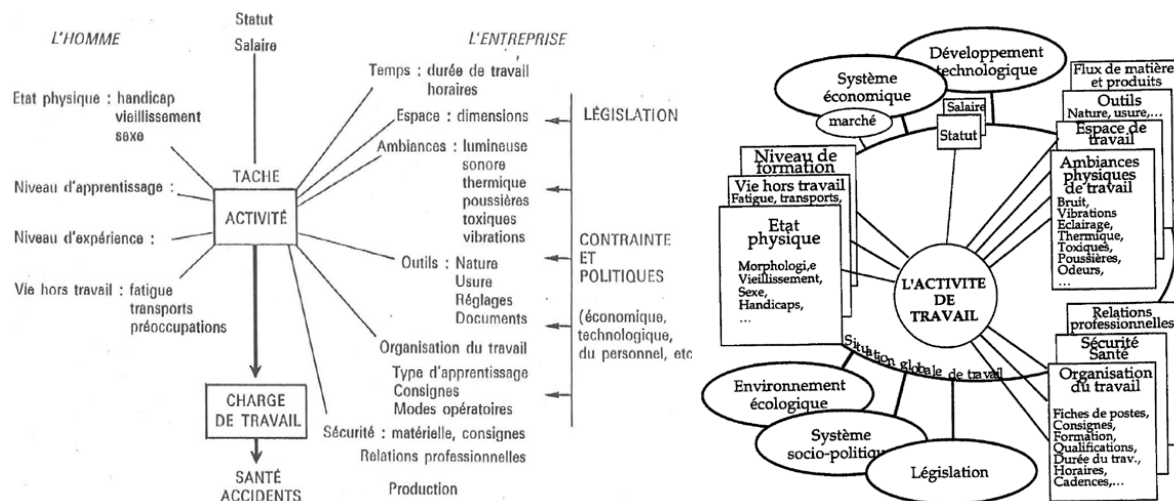 Statut
L'HOMME
L'ENTREPRISE
Salaire
Temps : durée de travail
horaires
Etat physique : handicap
vieillissement
sexe
Espace : dimensions
LÉGISLATION
Ambiances : lumineuse
sonore
thermique
poussières
toxiques
vibrations
TACHE
Niveau d'apprentissage :
ACTIVITÉ
Niveau d'expérience :
CONTRAINTE
ET
POLITIQUES
Outils : Nature
Usure
Réglages
Documents
Vie hors travail : fatigue
transports
préoccupations
(économique,
technologique,
du personnel, etc
Organisation du travail
Type d'apprentissage
Consignes
Modes opératoires
CHARGE
DE TRAVAIL
Sécurité : matérielle, consignes
Relations professionnelles
SANTÉ
ACCIDENTS
Production
Développement
technologique
Système
économique
marché
Salaire
Statut
Flux de matière
et produits
Outils
Nature, usure,...
Espace de
travail
Ambiances
physiques
de travail
Bruit,
Vibrations
Eclairage,
Thermique,
Toxiques,
Poussières,
Odeurs,
...
Niveau de
formation
Vie hors travail
Fatigue, transports,
Etat
physique
Morphologi,e
Vieillissement,
Sexe,
Handicaps,
...
L'ACTIVITE
DE
TRAVAIL
Situation globale de travail
Relations
professionnelles
Sécurité
Santé
Organisation
du travail
Fiches de postes,
Consignes,
Formation,
Qualifications,
Durée du trav.,
Horaires,
Cadences,...
Environnement
écologique
Système
socio-politique
Législation